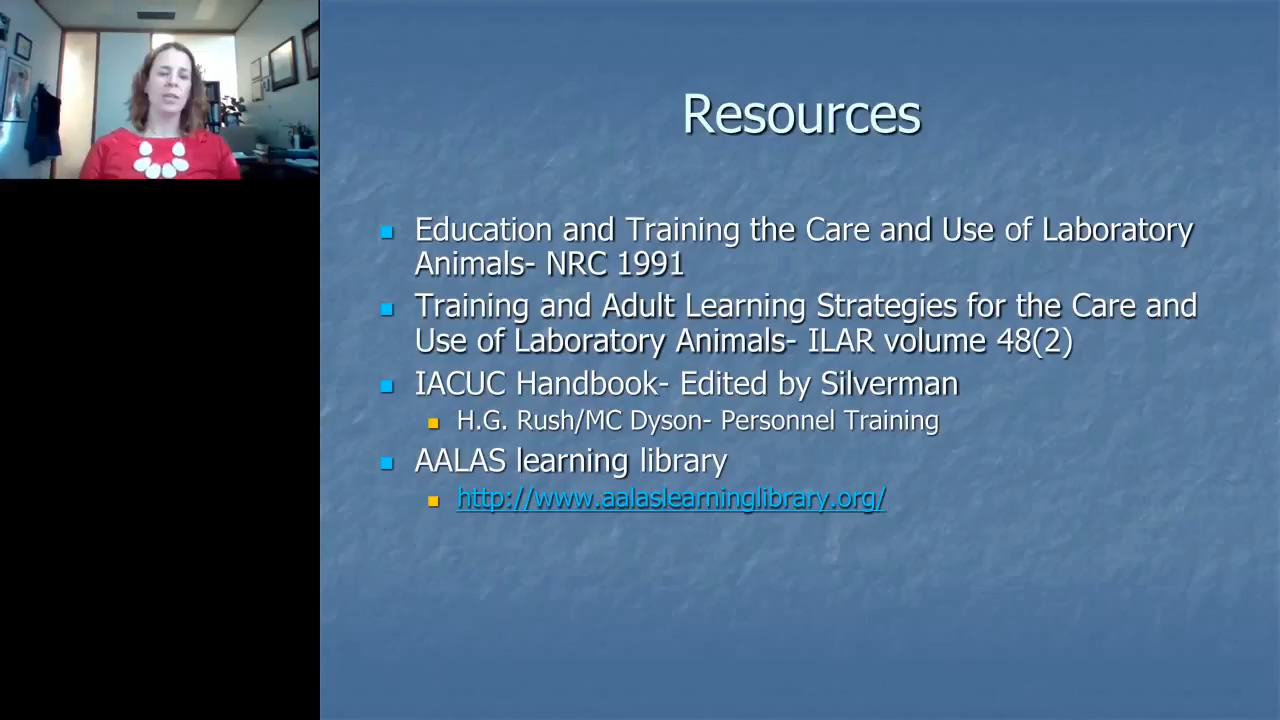 Resources
Education and Training the Care and Use of Laboratory
Animals- NRC 1991
Training and Adult Learning Strategies for the Care and
Use of Laboratory Animals- ILAR volume 48(2)
IACUC Handbook- Edited by Silverman
H.G. Rush/MC Dyson- Personnel Training
AALAS learning library
http://www.aalaslearninglibrary.org/